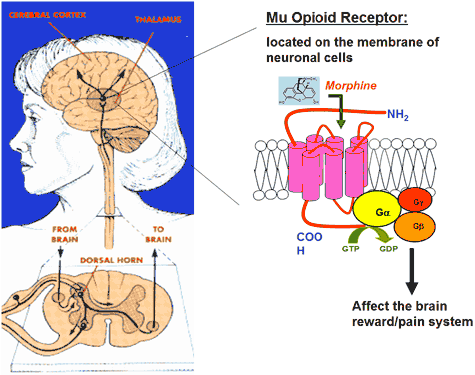 CEREBRAL CORTEX
THALAMUS
FROM
BRAIN
TO
BRAIN
DORSAL HORN
Mu Opioid Receptor:
located on the membrane of
neuronal cells
Morphine
NH2
Gα
Gγ
Gβ
COO
H
GTP
GDP
Affect the brain
reward/pain system